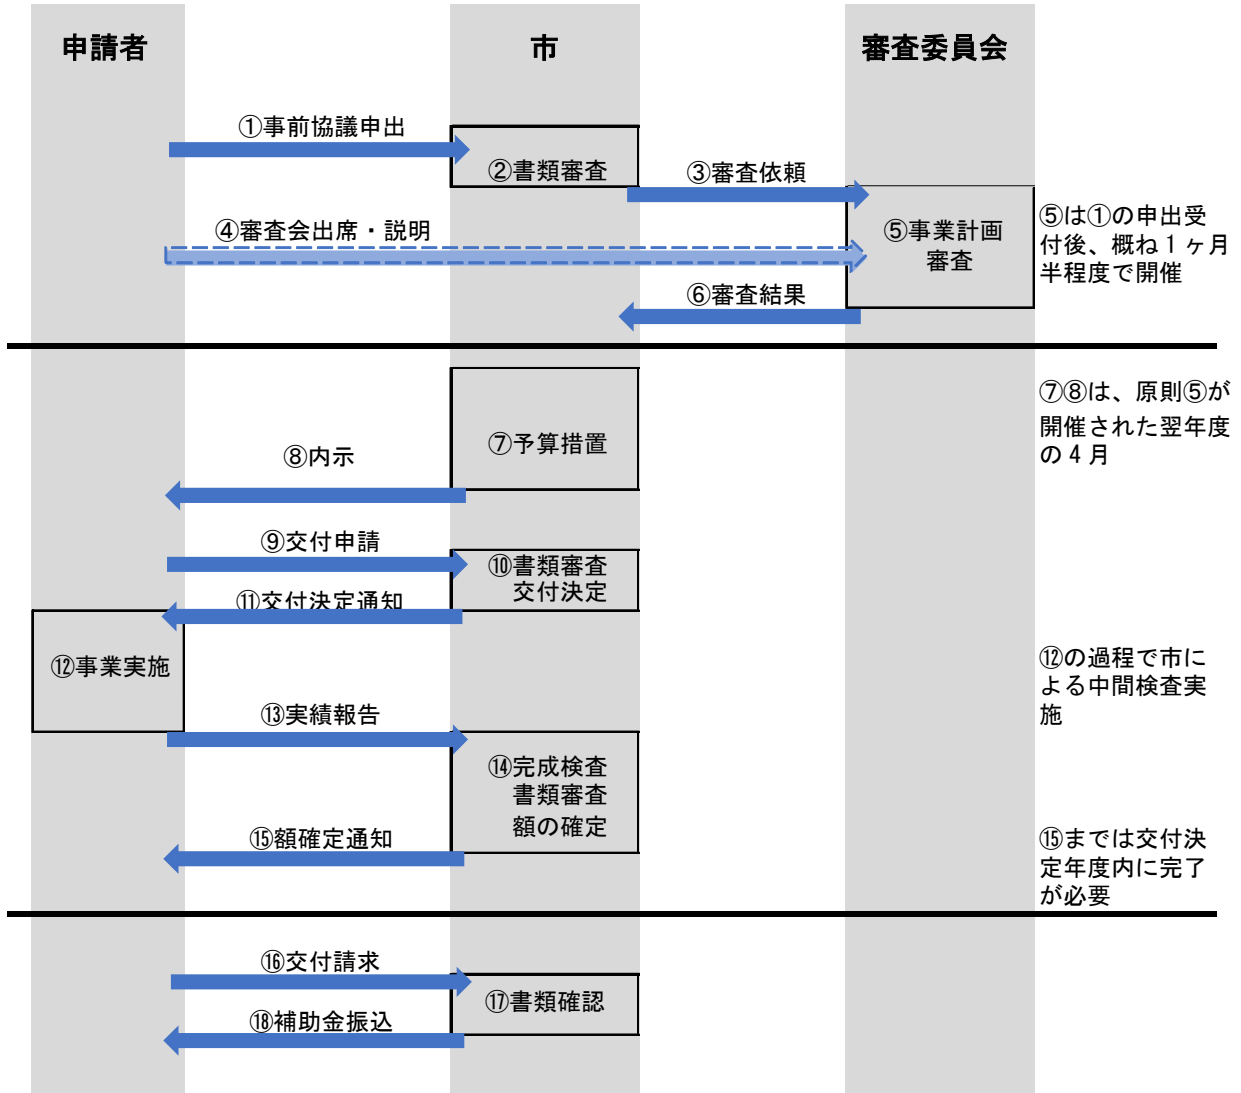 申請者
市
審査委員会
①事前協議申出
②書類審査
③審査依頼
④審査会出席・説明
⑤事業計画
審査
⑤は①の申出受
付後、概ね１ヶ月
半程度で開催
⑥審査結果
⑦⑧は、原則⑤が
開催された翌年度
の４月
⑦予算措置
⑧内示
⑨交付申請
⑩書類審査
交付決定
⑪交付決定通知
⑫事業実施
⑫の過程で市に
よる中間検査実
施
⑬実績報告
⑭完成検査
書類審査
額の確定
⑮額確定通知
⑮までは交付決
定年度内に完了
が必要
⑯交付請求
⑰書類確認
⑱補助金振込